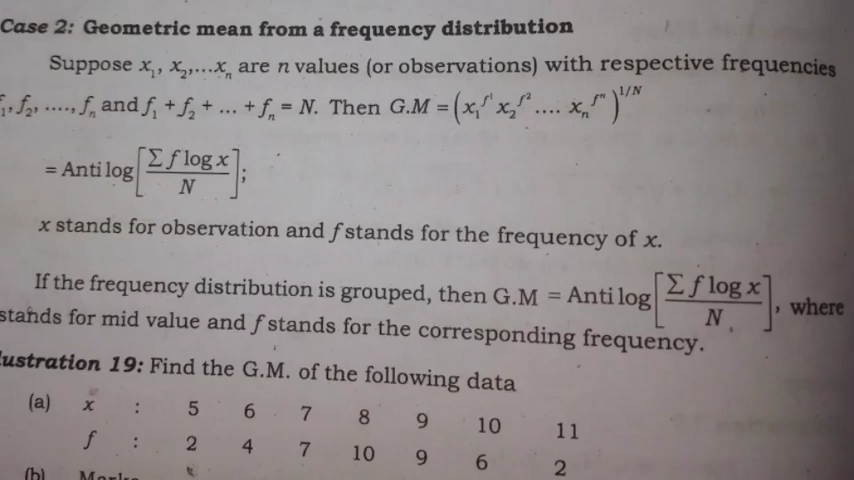 Case 2: Geometric mean from a frequency distribution
Suppose x₁, x₂,...xₙ are n values (or observations) with respective frequencies
f₁, f₂, ...., fₙ and f₁ + f₂ + ... + fₙ = N. Then G.M = (x₁^f¹ x₂^f² .... xₙ^fⁿ)^1/N
= Anti log [Σ f log x / N];
x stands for observation and f stands for the frequency of x.
If the frequency distribution is grouped, then G.M = Anti log [Σ f log x / N], where
stands for mid value and f stands for the corresponding frequency.
lustration 19: Find the G.M. of the following data
(a) x : 5 6 7 8 9 10 11
f : 2 4 7 10 9 6 2
(b) Marks